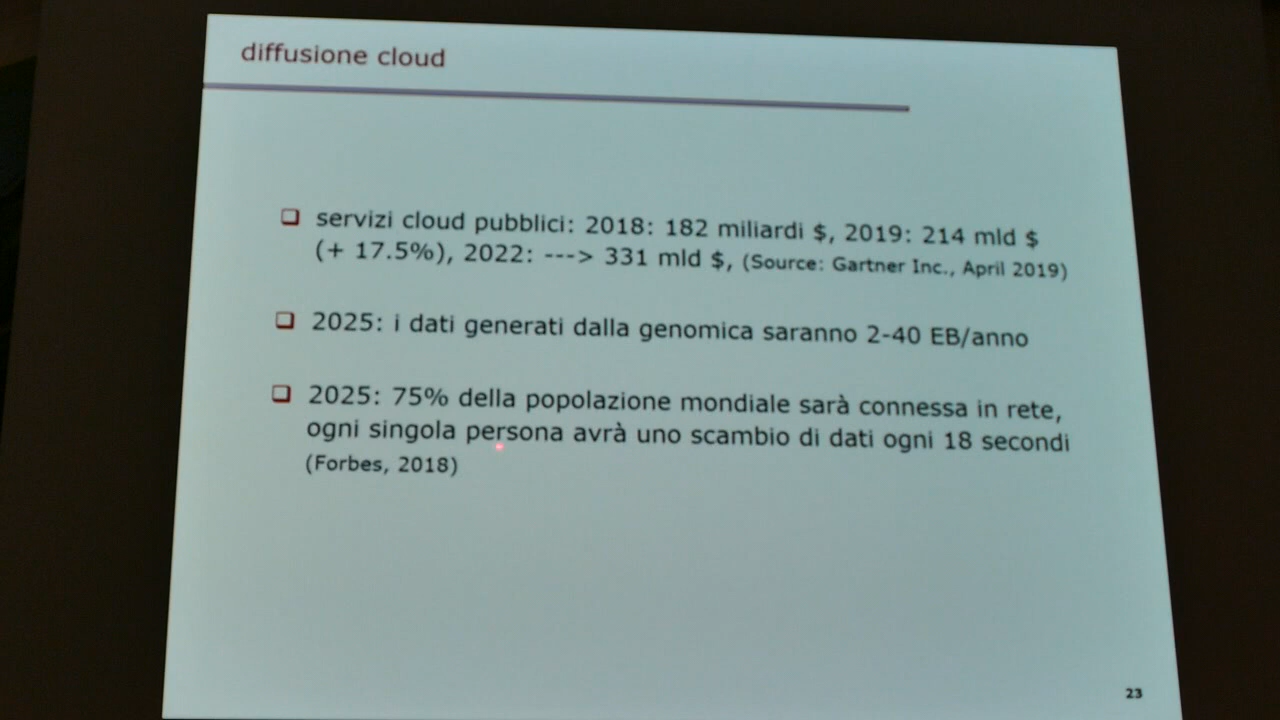 diffusione cloud
❑ servizi cloud pubblici: 2018: 182 miliardi $, 2019: 214 mld $
(+ 17.5%), 2022: ---> 331 mld $, (Source: Gartner Inc., April 2019)
❑ 2025: i dati generati dalla genomica saranno 2-40 EB/anno
❑ 2025: 75% della popolazione mondiale sarà connessa in rete,
ogni singola persona avrà uno scambio di dati ogni 18 secondi
(Forbes, 2018)
23